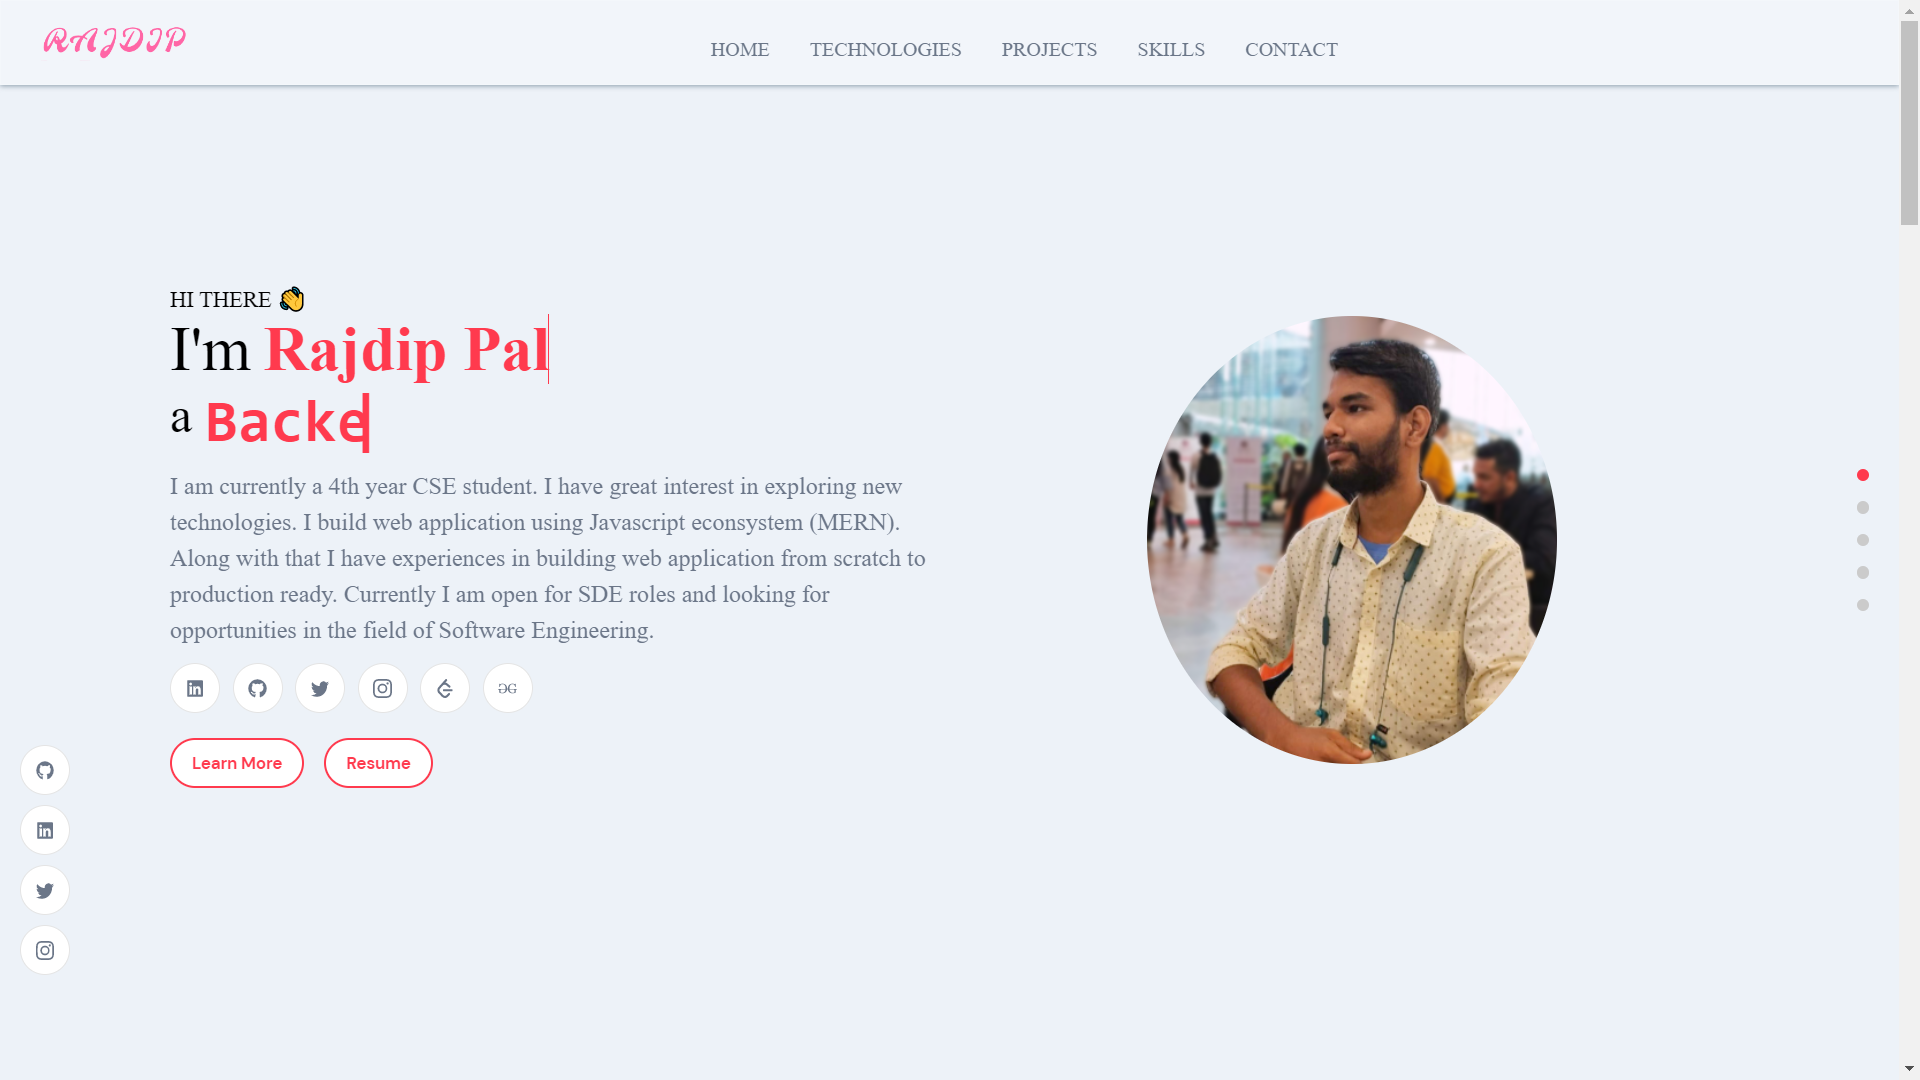 RAJDIP
HOME TECHNOLOGIES PROJECTS SKILLS CONTACT
HI THERE 👋
I'm Rajdip Pal
a Backe
I am currently a 4th year CSE student. I have great interest in exploring new
technologies. I build web application using Javascript econsystem (MERN).
Along with that I have experiences in building web application from scratch to
production ready. Currently I am open for SDE roles and looking for
opportunities in the field of Software Engineering.
Learn More Resume